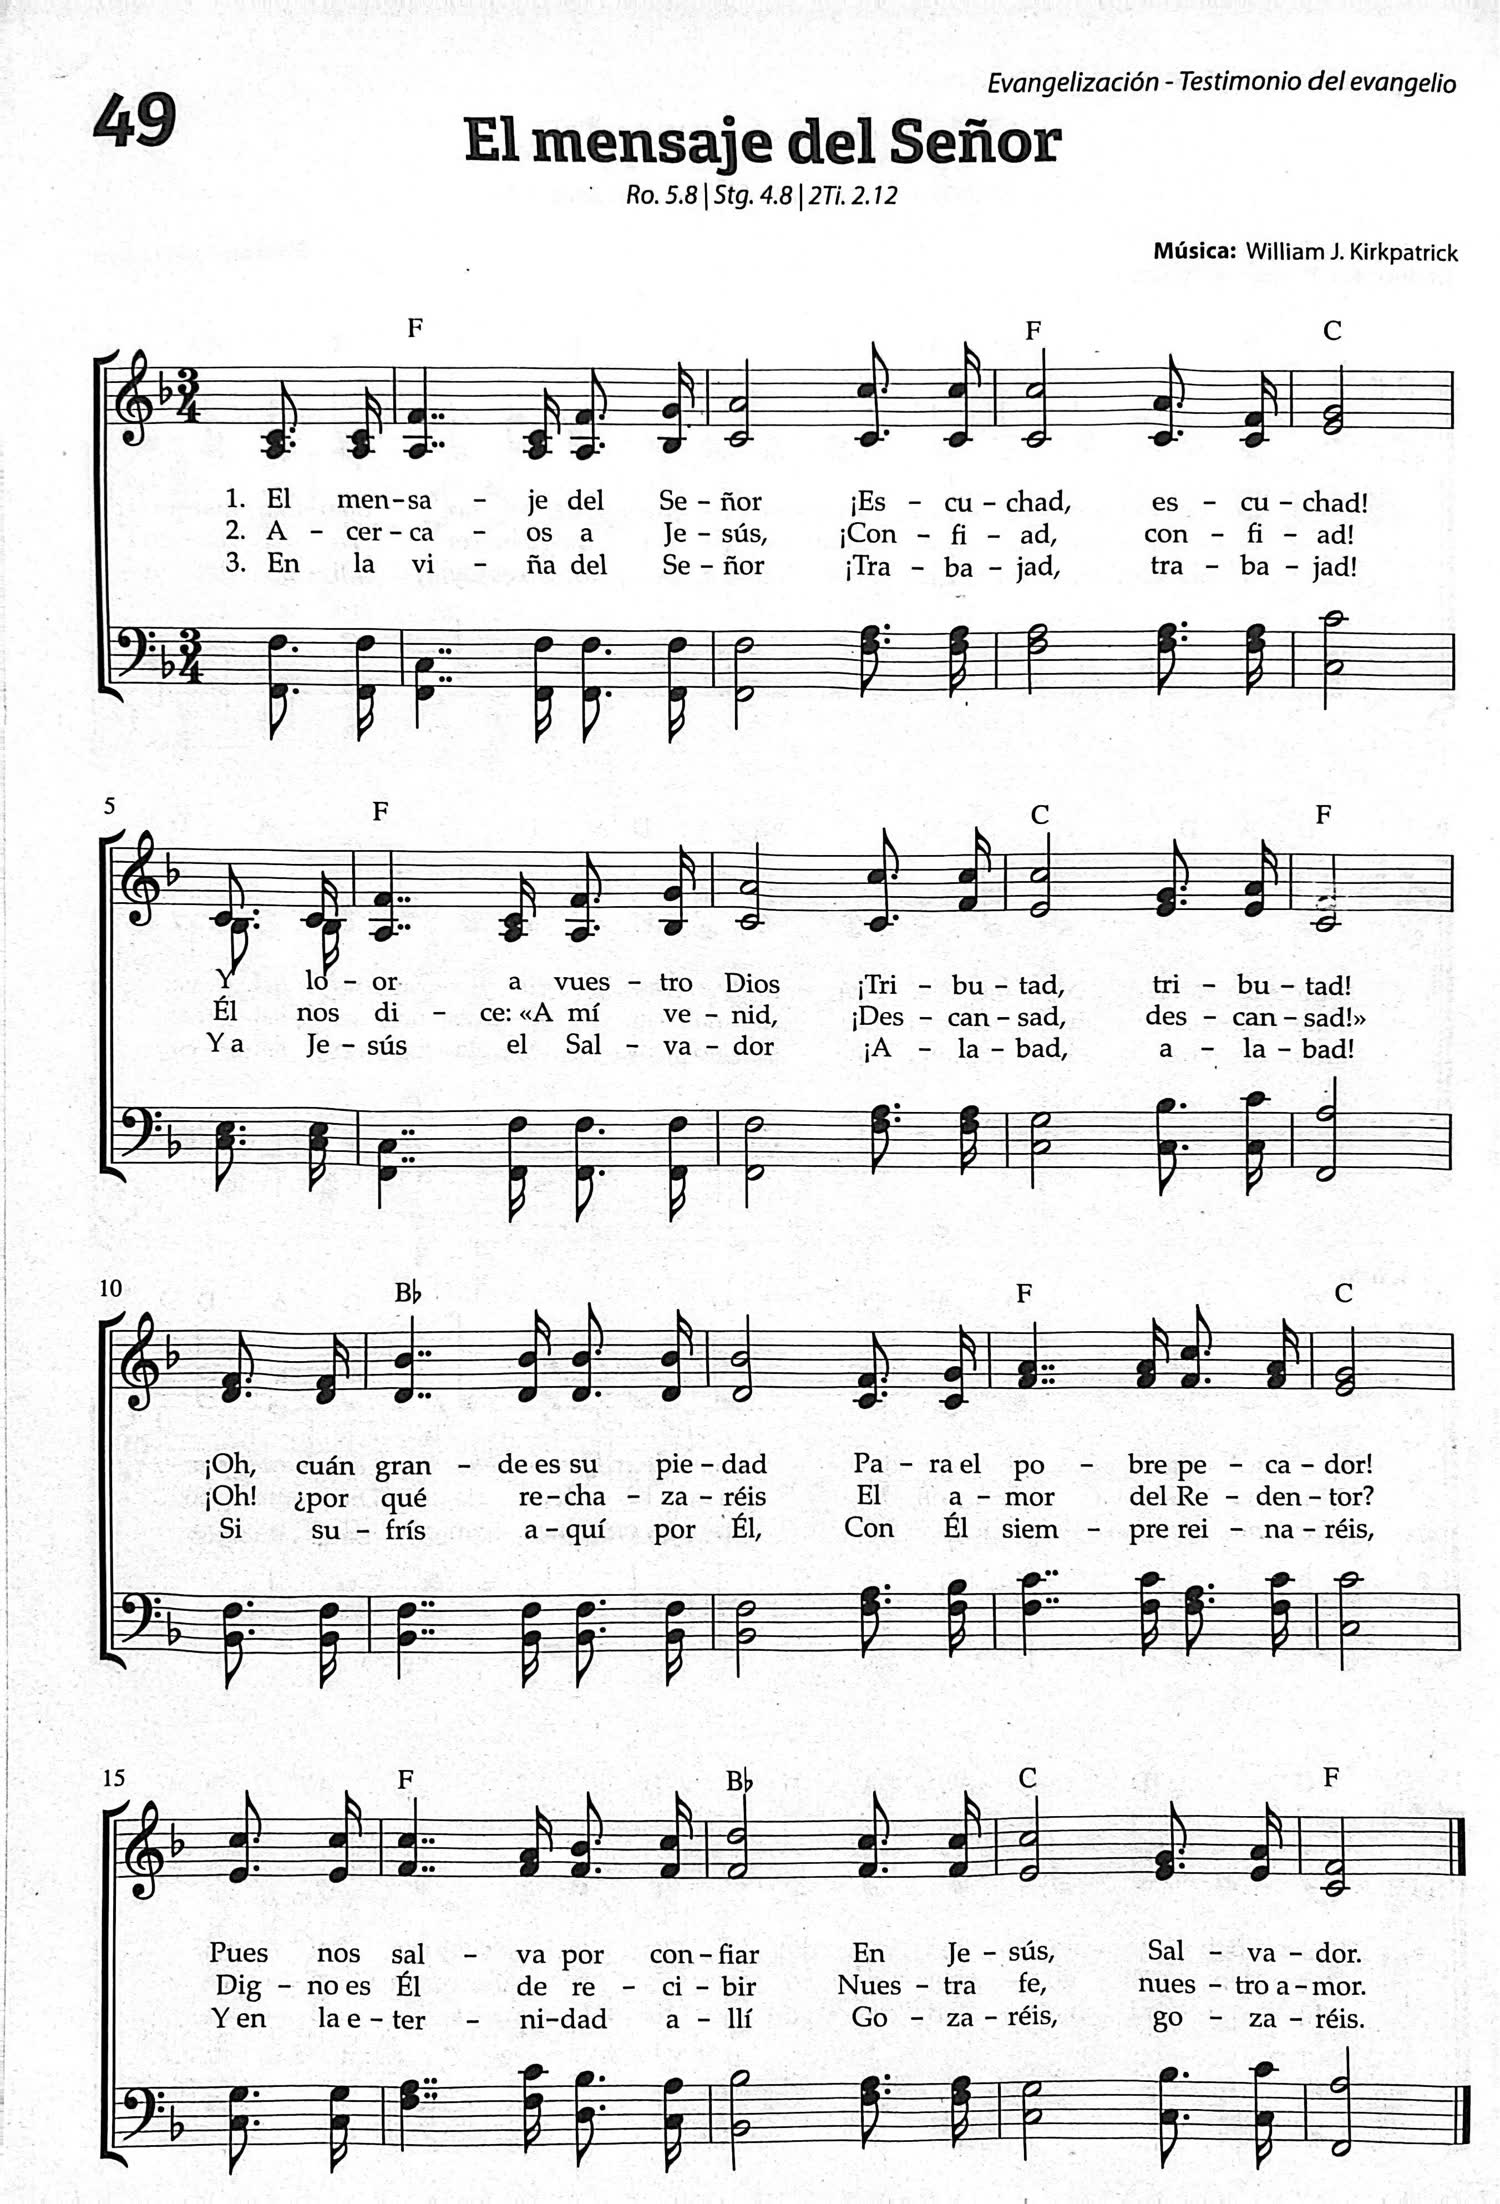 49
Evangelización - Testimonio del evangelio
El mensaje del Señor
Ro. 5.8 | Stg. 4.8 | 2Ti. 2.12
Música: William J. Kirkpatrick
F F C
3 4
1. El men – sa – je del Se – ñor ¡Es – cu – chad, es – cu – chad!
2. A – cer – ca – os a Je – sús, ¡Con – fi – ad, con – fi – ad!
3. En la vi – ña del Se – ñor ¡Tra – ba – jad, tra – ba – jad!
3 4
5 F C F
Y lo – or a vues – tro Dios ¡Tri – bu – tad, tri – bu – tad!
Él nos di – ce: «A mí ve – nid, ¡Des – can – sad, des – can – sad!»
Y a Je – sús el Sal – va – dor ¡A – la – bad, a – la – bad!
10 B♭ F C
¡Oh, cuán gran – de es su pie – dad Pa – ra el po – bre pe – ca – dor!
¡Oh! ¿por qué re – cha – za – réis El a – mor del Re – den – tor?
Si su – frís a – quí por Él, Con Él siem – pre rei – na – réis,
15 F B♭ C F
Pues nos sal – va por con – fiar En Je – sús, Sal – va – dor.
Dig – no es Él de re – ci – bir Nues – tra fe, nues – tro a – mor.
Y en la e – ter – ni – dad a – llí Go – za – réis, go – za – réis.